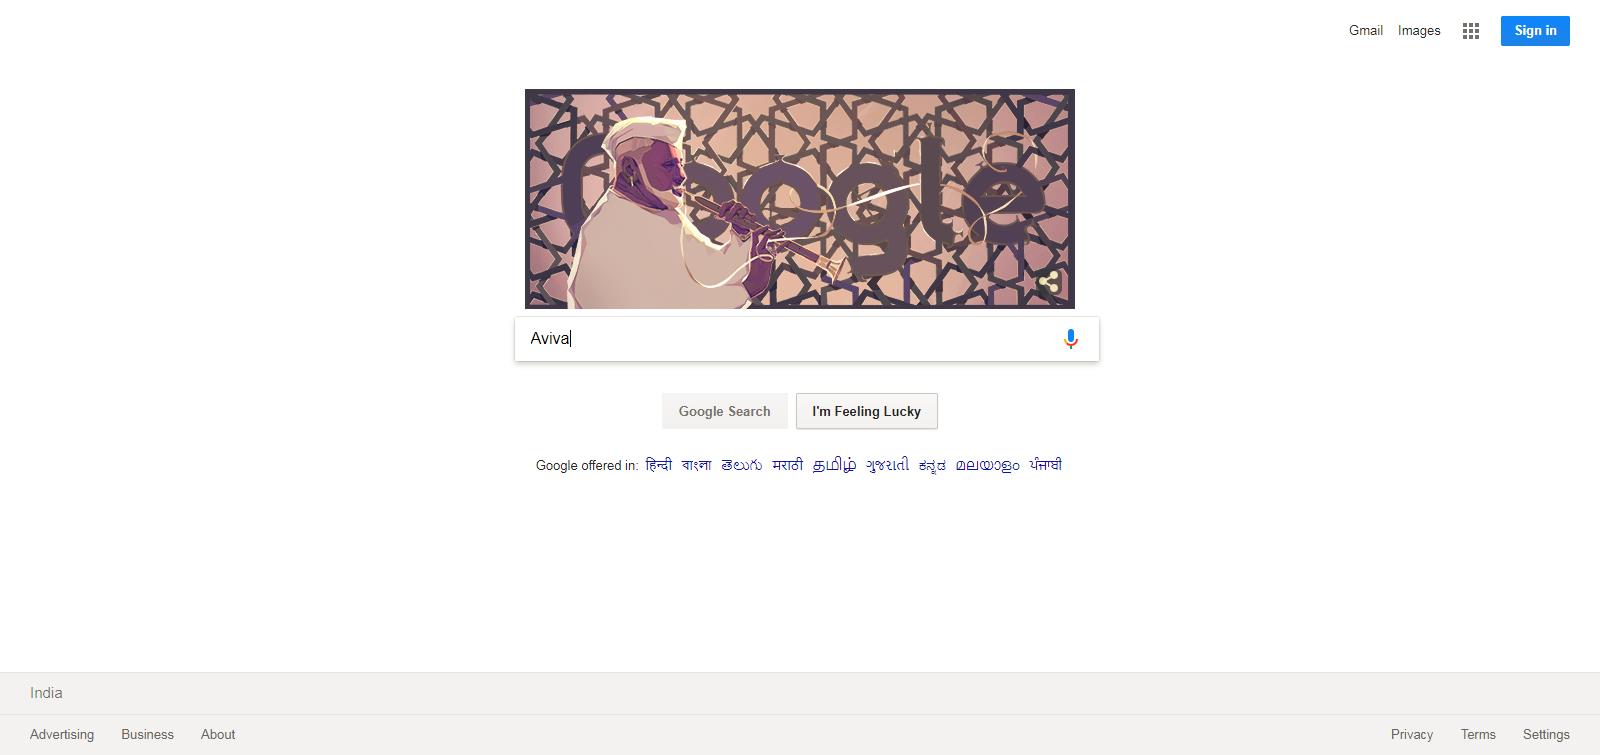 Gmail Images Sign in
Google
Aviva
Google Search I'm Feeling Lucky
Google offered in: हिन्दी বাংলা తెలుగు मराठी தமிழ் ગુજરાતી ಕನ್ನಡ മലയാളം ਪੰਜਾਬੀ
India
Advertising Business About Privacy Terms Settings